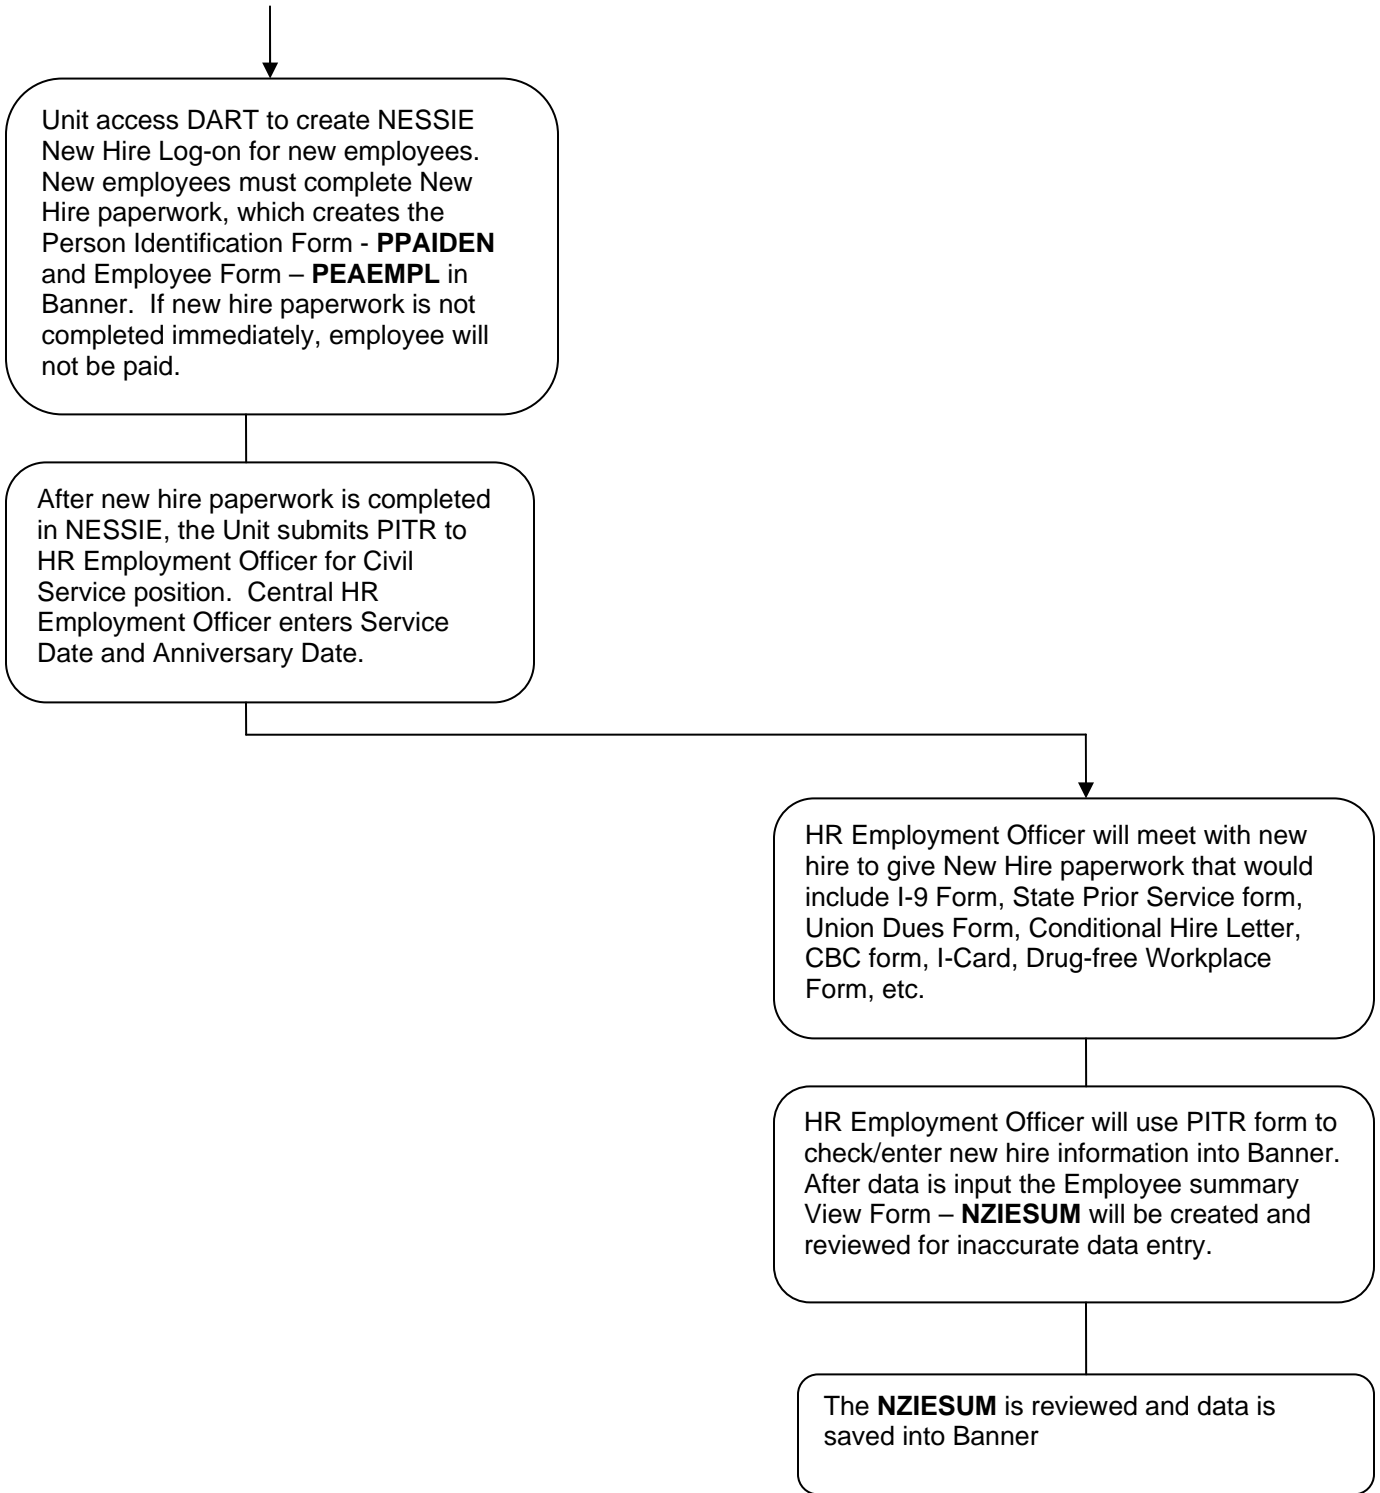 Unit access DART to create NESSIE
New Hire Log-on for new employees.
New employees must complete New
Hire paperwork, which creates the
Person Identification Form - PPAIDEN
and Employee Form – PEAEMPL in
Banner.  If new hire paperwork is not
completed immediately, employee will
not be paid.
After new hire paperwork is completed
in NESSIE, the Unit submits PITR to
HR Employment Officer for Civil
Service position.  Central HR
Employment Officer enters Service
Date and Anniversary Date.
HR Employment Officer will meet with new
hire to give New Hire paperwork that would
include I-9 Form, State Prior Service form,
Union Dues Form, Conditional Hire Letter,
CBC form, I-Card, Drug-free Workplace
Form, etc.
HR Employment Officer will use PITR form to
check/enter new hire information into Banner.
After data is input the Employee summary
View Form – NZIESUM will be created and
reviewed for inaccurate data entry.
The NZIESUM is reviewed and data is
saved into Banner